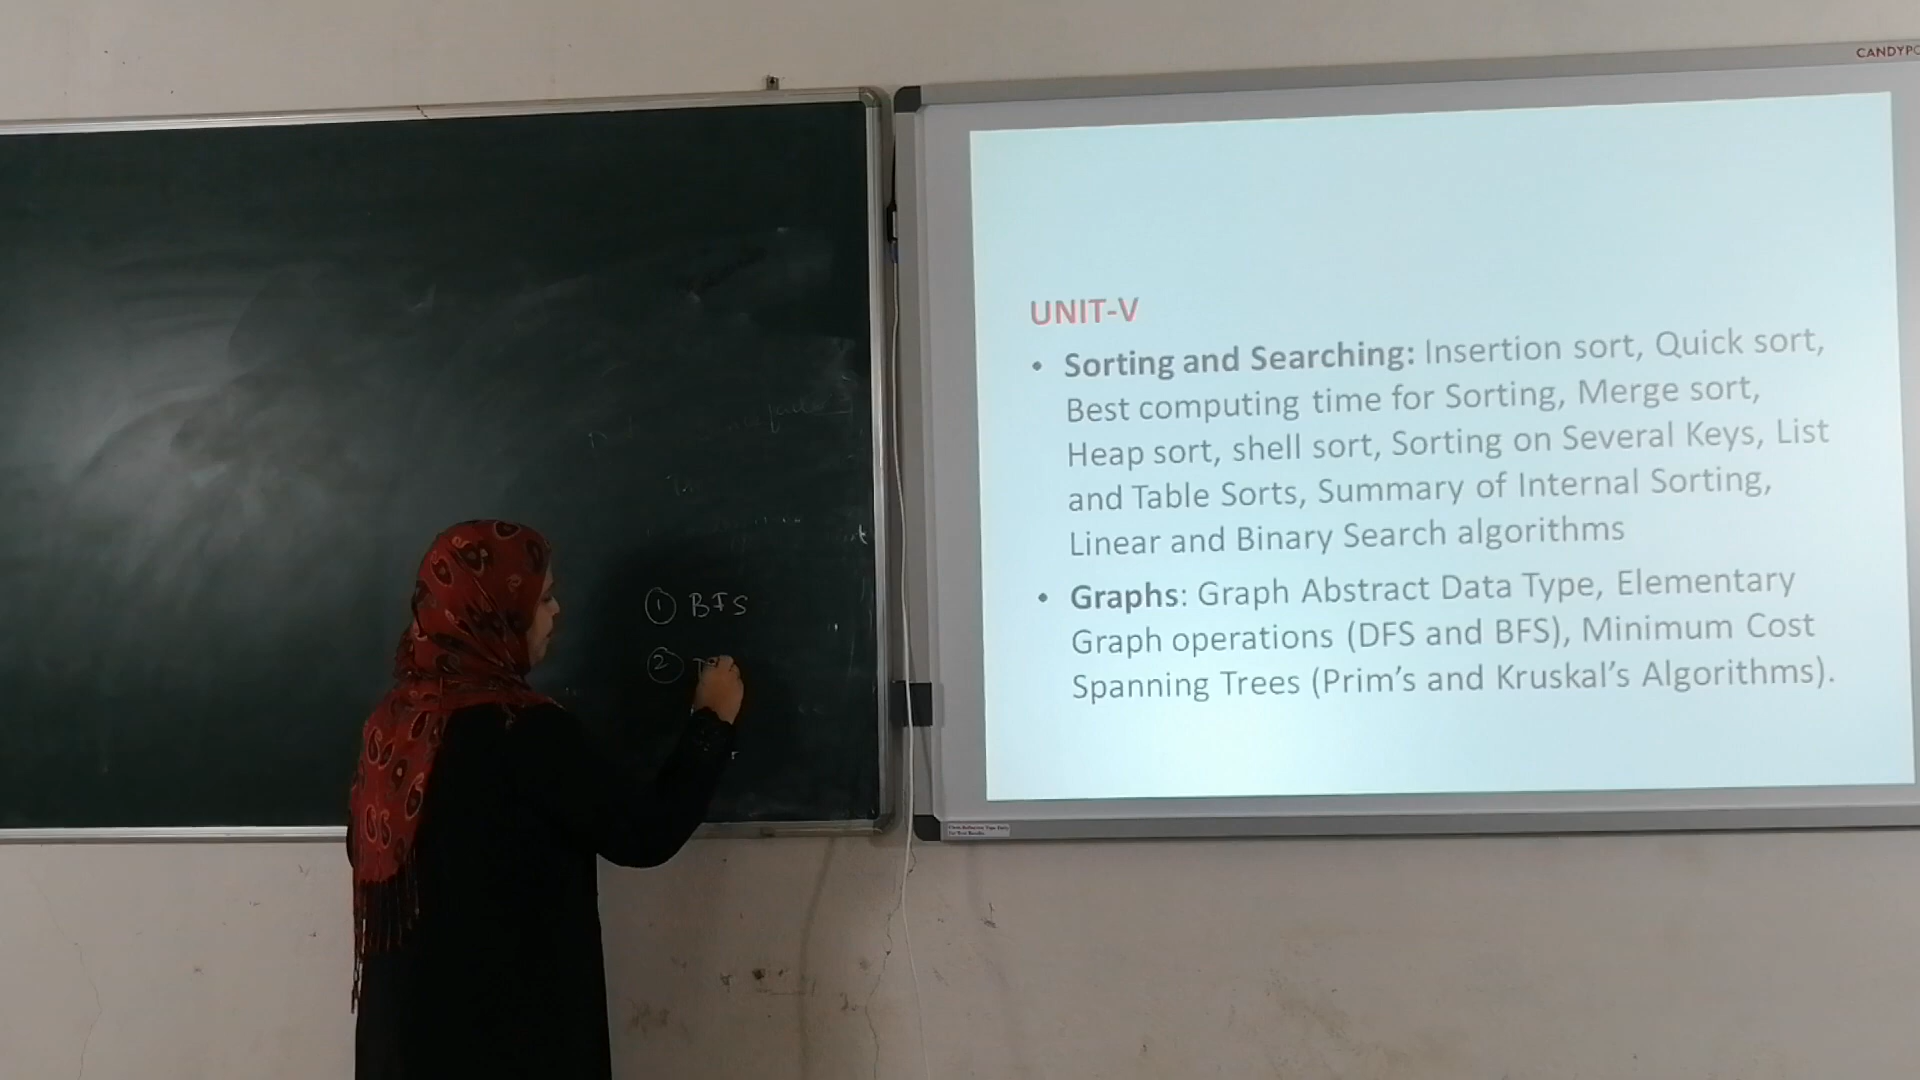 ① BFS
②
CANDYPO
UNIT-V
• Sorting and Searching: Insertion sort, Quick sort,
Best computing time for Sorting, Merge sort,
Heap sort, shell sort, Sorting on Several Keys, List
and Table Sorts, Summary of Internal Sorting,
Linear and Binary Search algorithms
• Graphs: Graph Abstract Data Type, Elementary
Graph operations (DFS and BFS), Minimum Cost
Spanning Trees (Prim’s and Kruskal’s Algorithms).